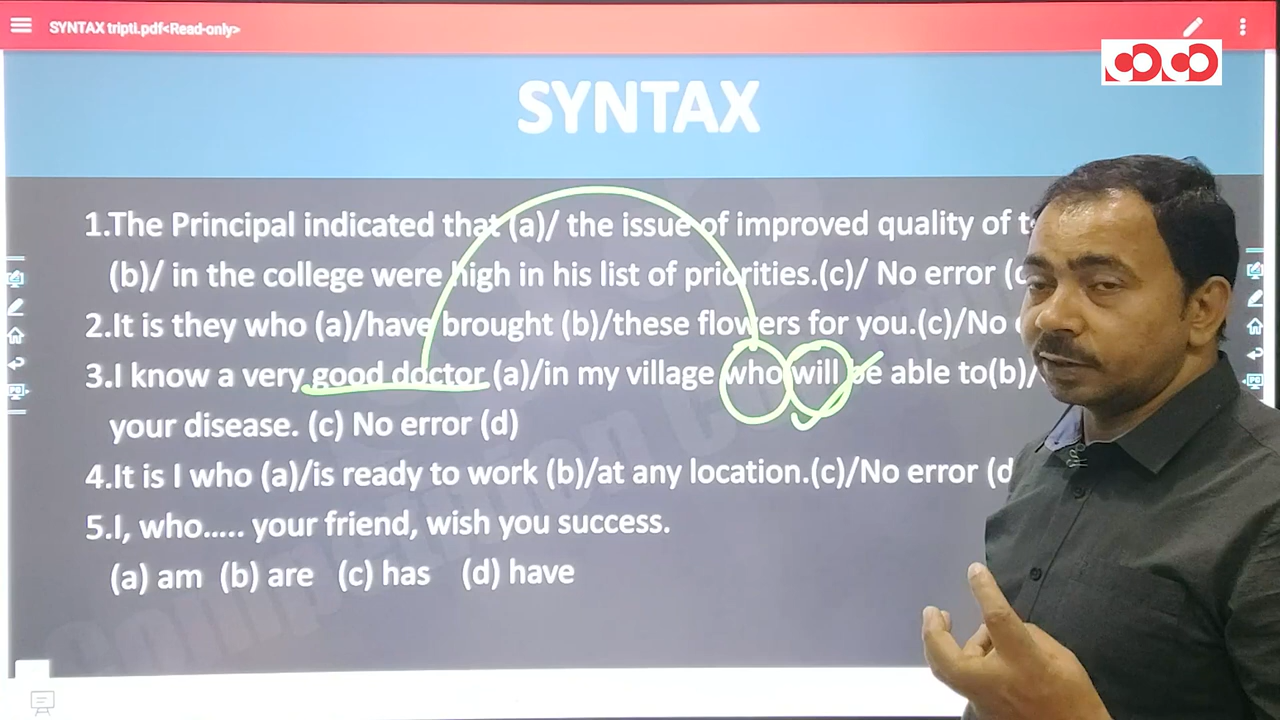 SYNTAX tripti.pdf<Read-only>
SYNTAX
1.The Principal indicated that (a)/ the issue of improved quality of
(b)/ in the college were high in his list of priorities.(c)/ No error
2.It is they who (a)/have brought (b)/these flowers for you.(c)/No
3.I know a very good doctor (a)/in my village who will be able to(b)/
your disease. (c) No error (d)
4.It is I who (a)/is ready to work (b)/at any location.(c)/No error (d
5.I, who..... your friend, wish you success.
(a) am (b) are (c) has (d) have